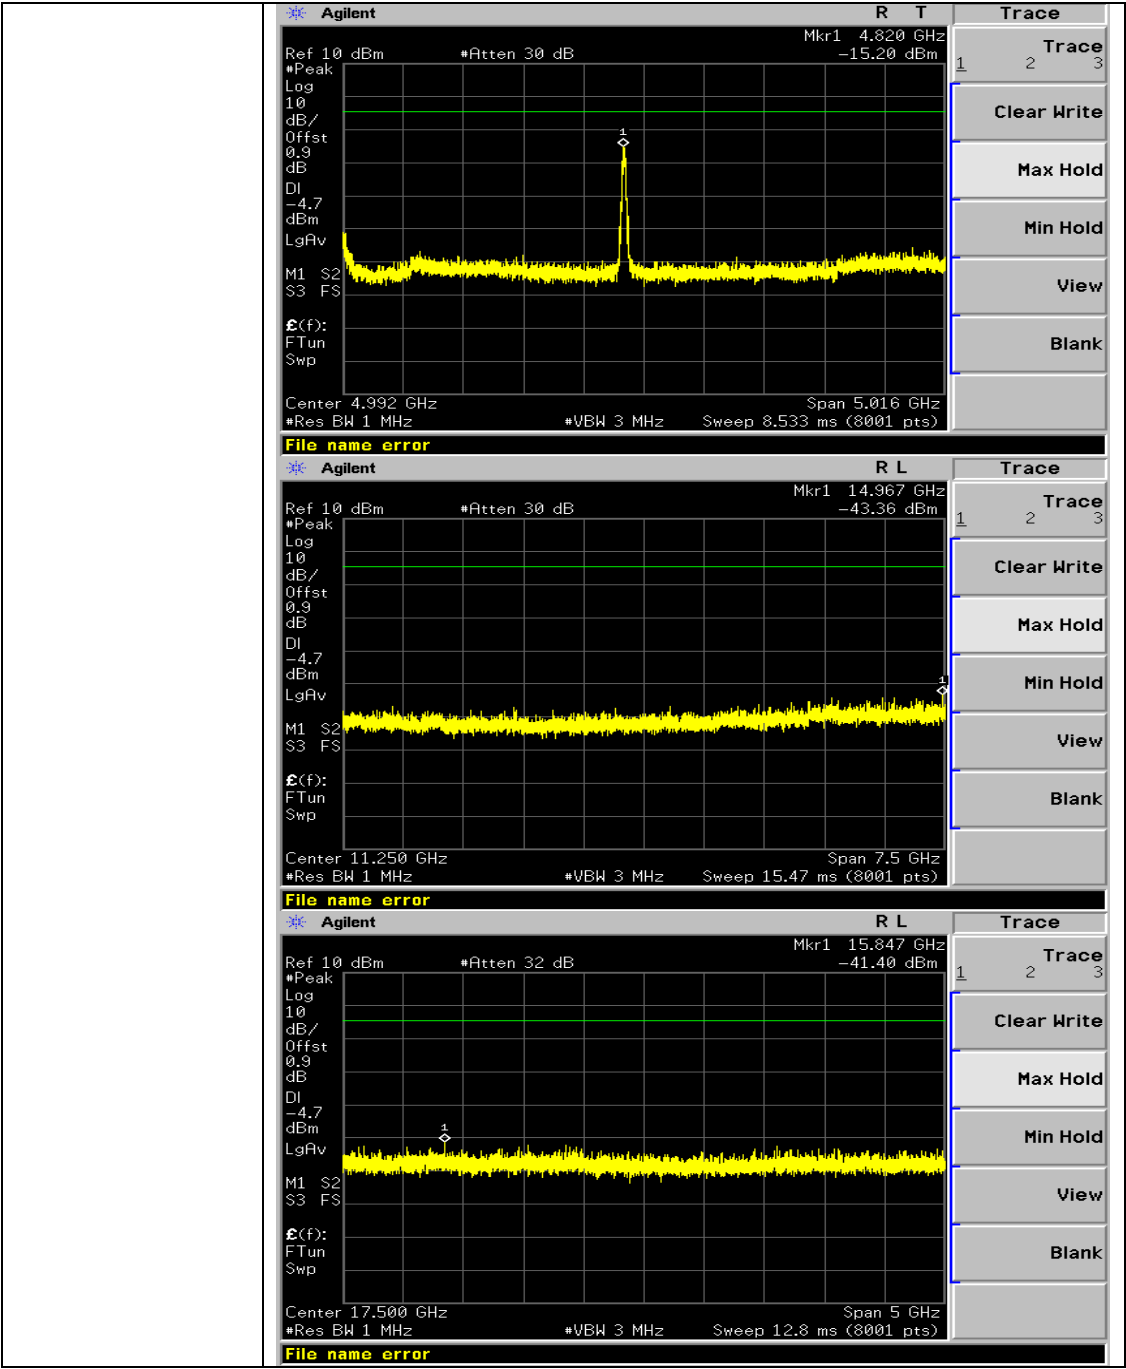 Agilent R T Trace
Mkr1 4.820 GHz
Ref 10 dBm #Atten 30 dB -15.20 dBm
Trace
1 2 3
#Peak
Log
10
dB/
Offst
0.9
dB
DI
-4.7
dBm
LgAv
M1 S2
S3 FS
£(f):
FTun
Swp
1
Clear Write
Max Hold
Min Hold
View
Blank
Center 4.992 GHz Span 5.016 GHz
#Res BW 1 MHz #VBW 3 MHz Sweep 8.533 ms (8001 pts)
File name error
Agilent R L Trace
Mkr1 14.967 GHz
Ref 10 dBm #Atten 30 dB -43.36 dBm
Trace
1 2 3
#Peak
Log
10
dB/
Offst
0.9
dB
DI
-4.7
dBm
LgAv
M1 S2
S3 FS
£(f):
FTun
Swp
1
Clear Write
Max Hold
Min Hold
View
Blank
Center 11.250 GHz Span 7.5 GHz
#Res BW 1 MHz #VBW 3 MHz Sweep 15.47 ms (8001 pts)
File name error
Agilent R L Trace
Mkr1 15.847 GHz
Ref 10 dBm #Atten 32 dB -41.40 dBm
Trace
1 2 3
#Peak
Log
10
dB/
Offst
0.9
dB
DI
-4.7
dBm
LgAv
M1 S2
S3 FS
£(f):
FTun
Swp
1
Clear Write
Max Hold
Min Hold
View
Blank
Center 17.500 GHz Span 5 GHz
#Res BW 1 MHz #VBW 3 MHz Sweep 12.8 ms (8001 pts)
File name error